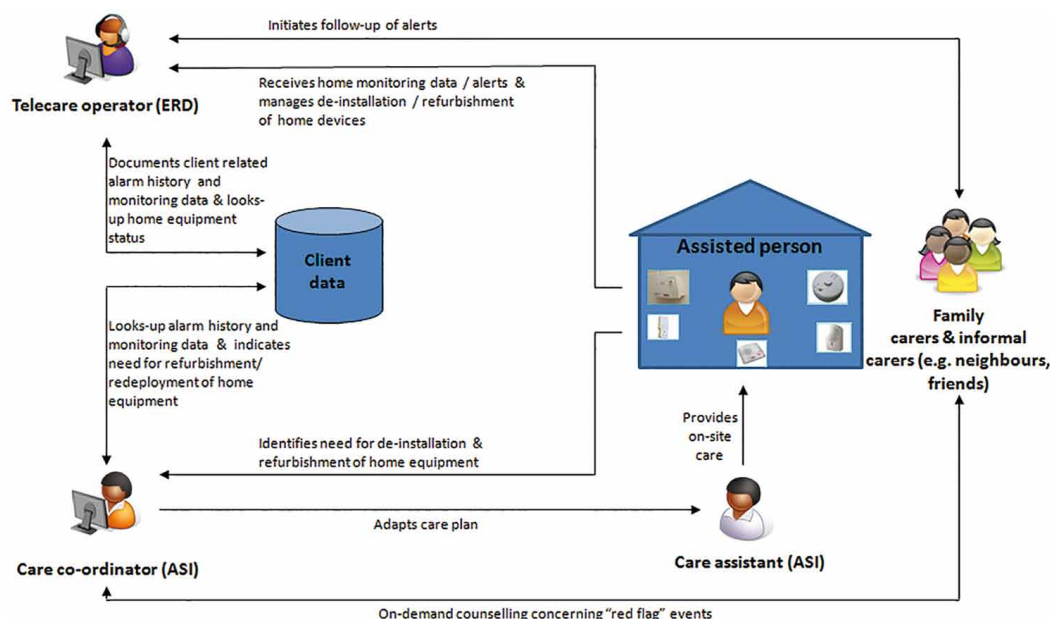 Initiates follow-up of alerts
Telecare operator (ERD)
Receives home monitoring data / alerts &
manages de-installation / refurbishment
of home devices
Documents client related
alarm history and
monitoring data & looks-
up home equipment
status
Client
data
Assisted person
Family
carers & informal
carers (e.g. neighbours,
friends)
Looks-up alarm history and
monitoring data & indicates
need for refurbishment/
redeployment of home
equipment
Identifies need for de-installation &
refurbishment of home equipment
Provides
on-site
care
Adapts care plan
Care co-ordinator (ASI)
Care assistant (ASI)
On-demand counselling concerning “red flag” events